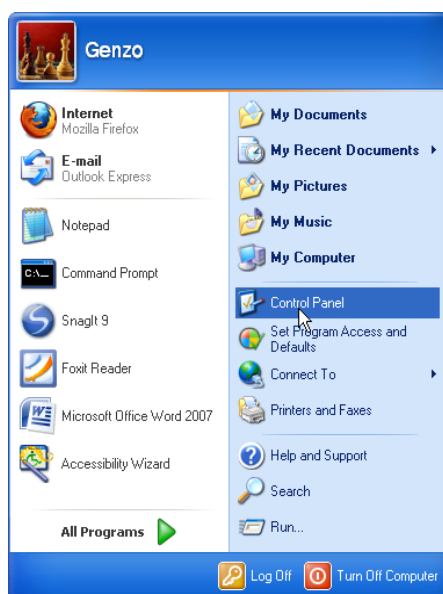 Genzo
Internet
Mozilla Firefox
E-mail
Outlook Express
Notepad
C:\_
Command Prompt
SnagIt 9
Foxit Reader
Microsoft Office Word 2007
Accessibility Wizard
All Programs
My Documents
My Recent Documents
My Pictures
My Music
My Computer
Control Panel
Set Program Access and
Defaults
Connect To
Printers and Faxes
Help and Support
Search
Run...
Log Off
Turn Off Computer